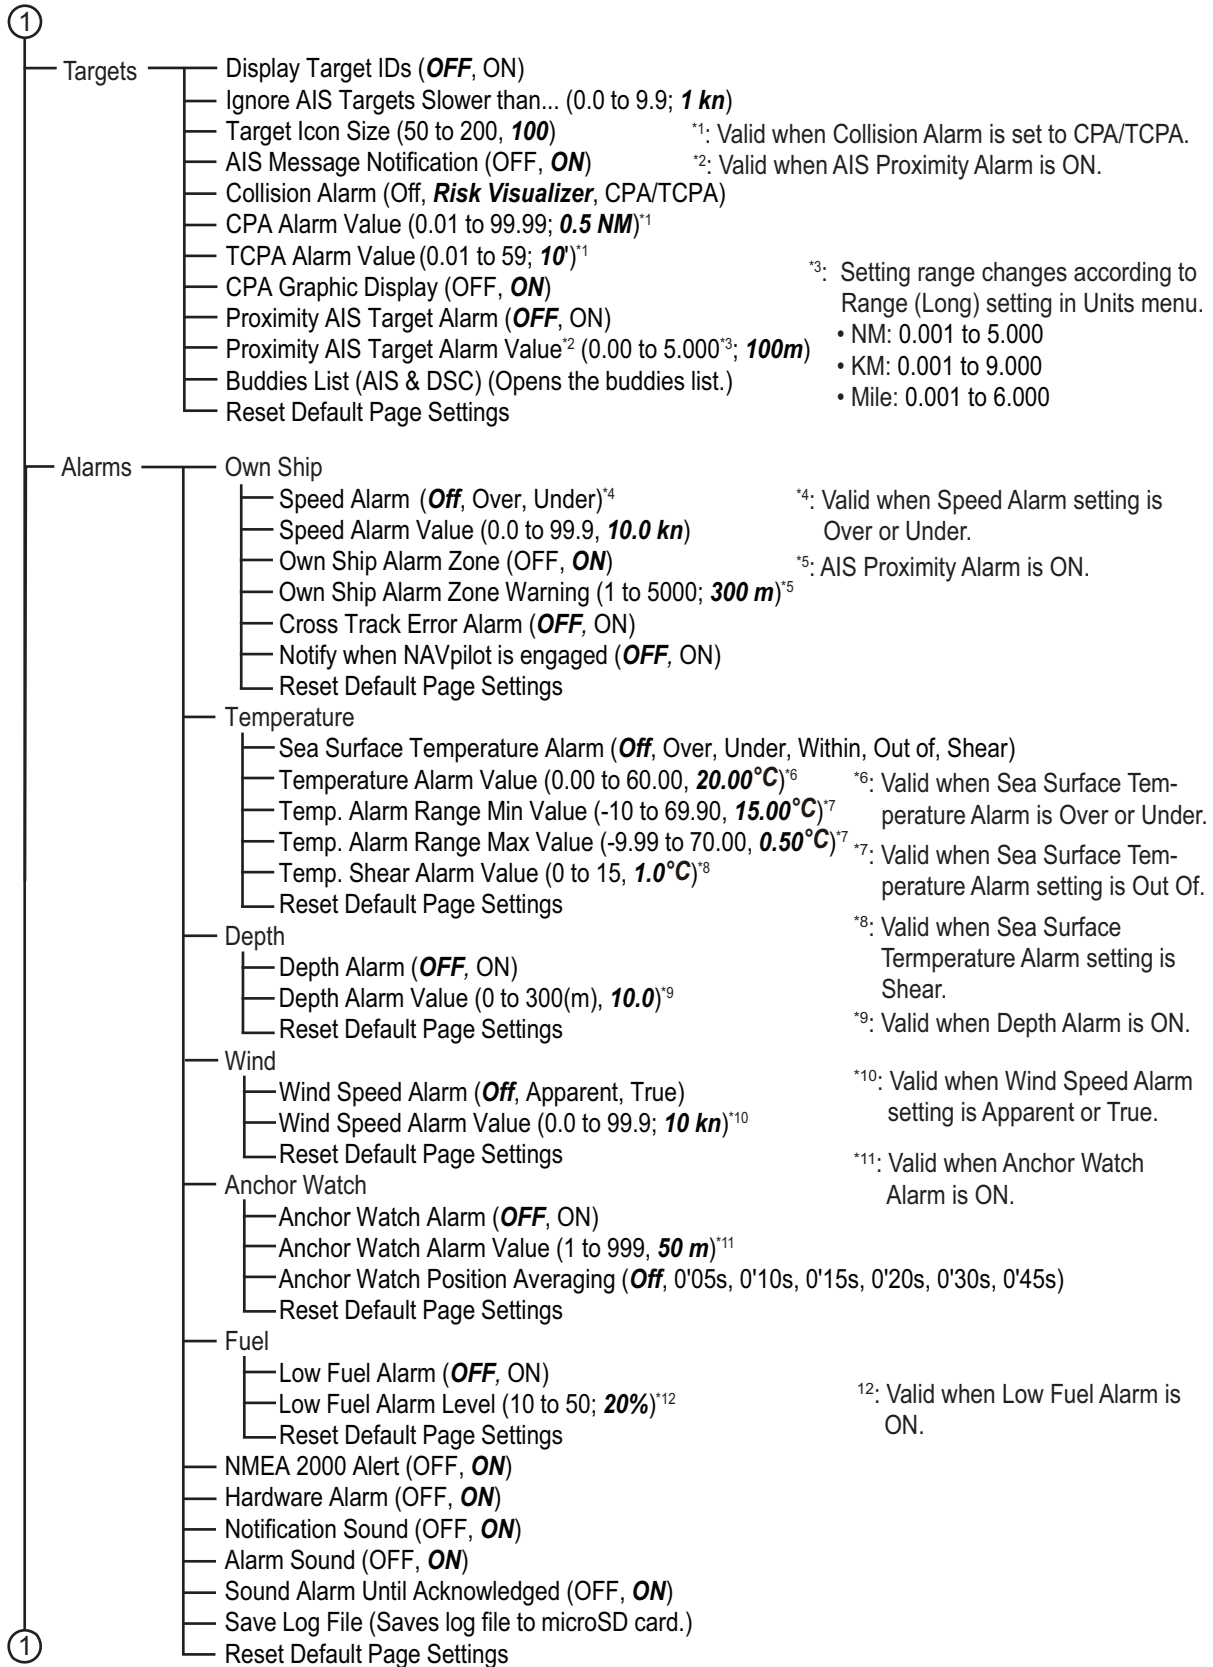 1
Targets
Display Target IDs (OFF, ON)
Ignore AIS Targets Slower than... (0.0 to 9.9; 1 kn)
Target Icon Size (50 to 200, 100)
AIS Message Notification (OFF, ON)
Collision Alarm (Off, Risk Visualizer, CPA/TCPA)
CPA Alarm Value (0.01 to 99.99; 0.5 NM)*1
TCPA Alarm Value (0.01 to 59; 10')*1
CPA Graphic Display (OFF, ON)
Proximity AIS Target Alarm (OFF, ON)
Proximity AIS Target Alarm Value*2 (0.00 to 5.000*3; 100m)
Buddies List (AIS & DSC) (Opens the buddies list.)
Reset Default Page Settings
*1: Valid when Collision Alarm is set to CPA/TCPA.
*2: Valid when AIS Proximity Alarm is ON.
*3: Setting range changes according to
Range (Long) setting in Units menu.
• NM: 0.001 to 5.000
• KM: 0.001 to 9.000
• Mile: 0.001 to 6.000
Alarms
Own Ship
Speed Alarm (Off, Over, Under)*4
Speed Alarm Value (0.0 to 99.9, 10.0 kn)
Own Ship Alarm Zone (OFF, ON)
Own Ship Alarm Zone Warning (1 to 5000; 300 m)*5
Cross Track Error Alarm (OFF, ON)
Notify when NAVpilot is engaged (OFF, ON)
Reset Default Page Settings
*4: Valid when Speed Alarm setting is
Over or Under.
*5: AIS Proximity Alarm is ON.
Temperature
Sea Surface Temperature Alarm (Off, Over, Under, Within, Out of, Shear)
Temperature Alarm Value (0.00 to 60.00, 20.00°C)*6
Temp. Alarm Range Min Value (-10 to 69.90, 15.00°C)*7
Temp. Alarm Range Max Value (-9.99 to 70.00, 0.50°C)*7
Temp. Shear Alarm Value (0 to 15, 1.0°C)*8
Reset Default Page Settings
*6: Valid when Sea Surface Tem-
perature Alarm is Over or Under.
*7: Valid when Sea Surface Tem-
perature Alarm setting is Out Of.
*8: Valid when Sea Surface
Termperature Alarm setting is
Shear.
Depth
Depth Alarm (OFF, ON)
Depth Alarm Value (0 to 300(m), 10.0)*9
Reset Default Page Settings
*9: Valid when Depth Alarm is ON.
Wind
Wind Speed Alarm (Off, Apparent, True)
Wind Speed Alarm Value (0.0 to 99.9; 10 kn)*10
Reset Default Page Settings
*10: Valid when Wind Speed Alarm
setting is Apparent or True.
Anchor Watch
Anchor Watch Alarm (OFF, ON)
Anchor Watch Alarm Value (1 to 999, 50 m)*11
Anchor Watch Position Averaging (Off, 0'05s, 0'10s, 0'15s, 0'20s, 0'30s, 0'45s)
Reset Default Page Settings
*11: Valid when Anchor Watch
Alarm is ON.
Fuel
Low Fuel Alarm (OFF, ON)
Low Fuel Alarm Level (10 to 50; 20%)*12
Reset Default Page Settings
12: Valid when Low Fuel Alarm is
ON.
NMEA 2000 Alert (OFF, ON)
Hardware Alarm (OFF, ON)
Notification Sound (OFF, ON)
Alarm Sound (OFF, ON)
Sound Alarm Until Acknowledged (OFF, ON)
Save Log File (Saves log file to microSD card.)
Reset Default Page Settings
1